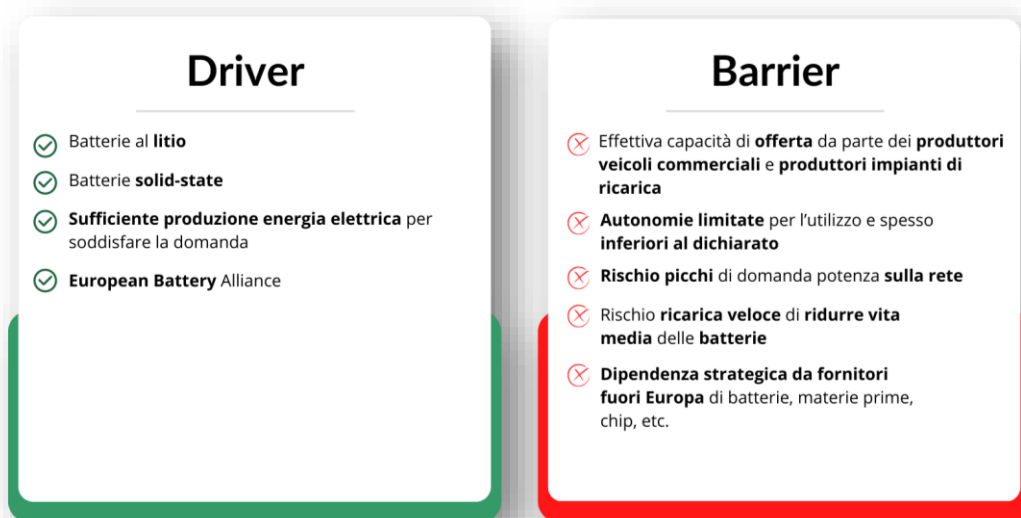 Driver
Batterie al litio
Batterie solid-state
Sufficiente produzione energia elettrica per
soddisfare la domanda
European Battery Alliance
Barrier
Effettiva capacità di offerta da parte dei produttori
veicoli commerciali e produttori impianti di
ricarica
Autonomie limitate per l’utilizzo e spesso
inferiori al dichiarato
Rischio picchi di domanda potenza sulla rete
Rischio ricarica veloce di ridurre vita
media delle batterie
Dipendenza strategica da fornitori
fuori Europa di batterie, materie prime,
chip, etc.